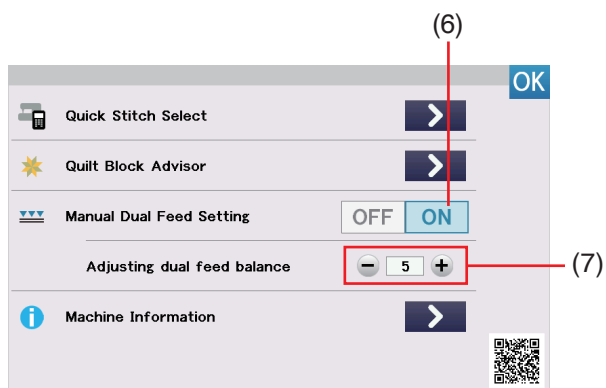 (6)
OK
Quick Stitch Select
Quilt Block Advisor
Manual Dual Feed Setting OFF ON
Adjusting dual feed balance − 5 + (7)
Machine Information